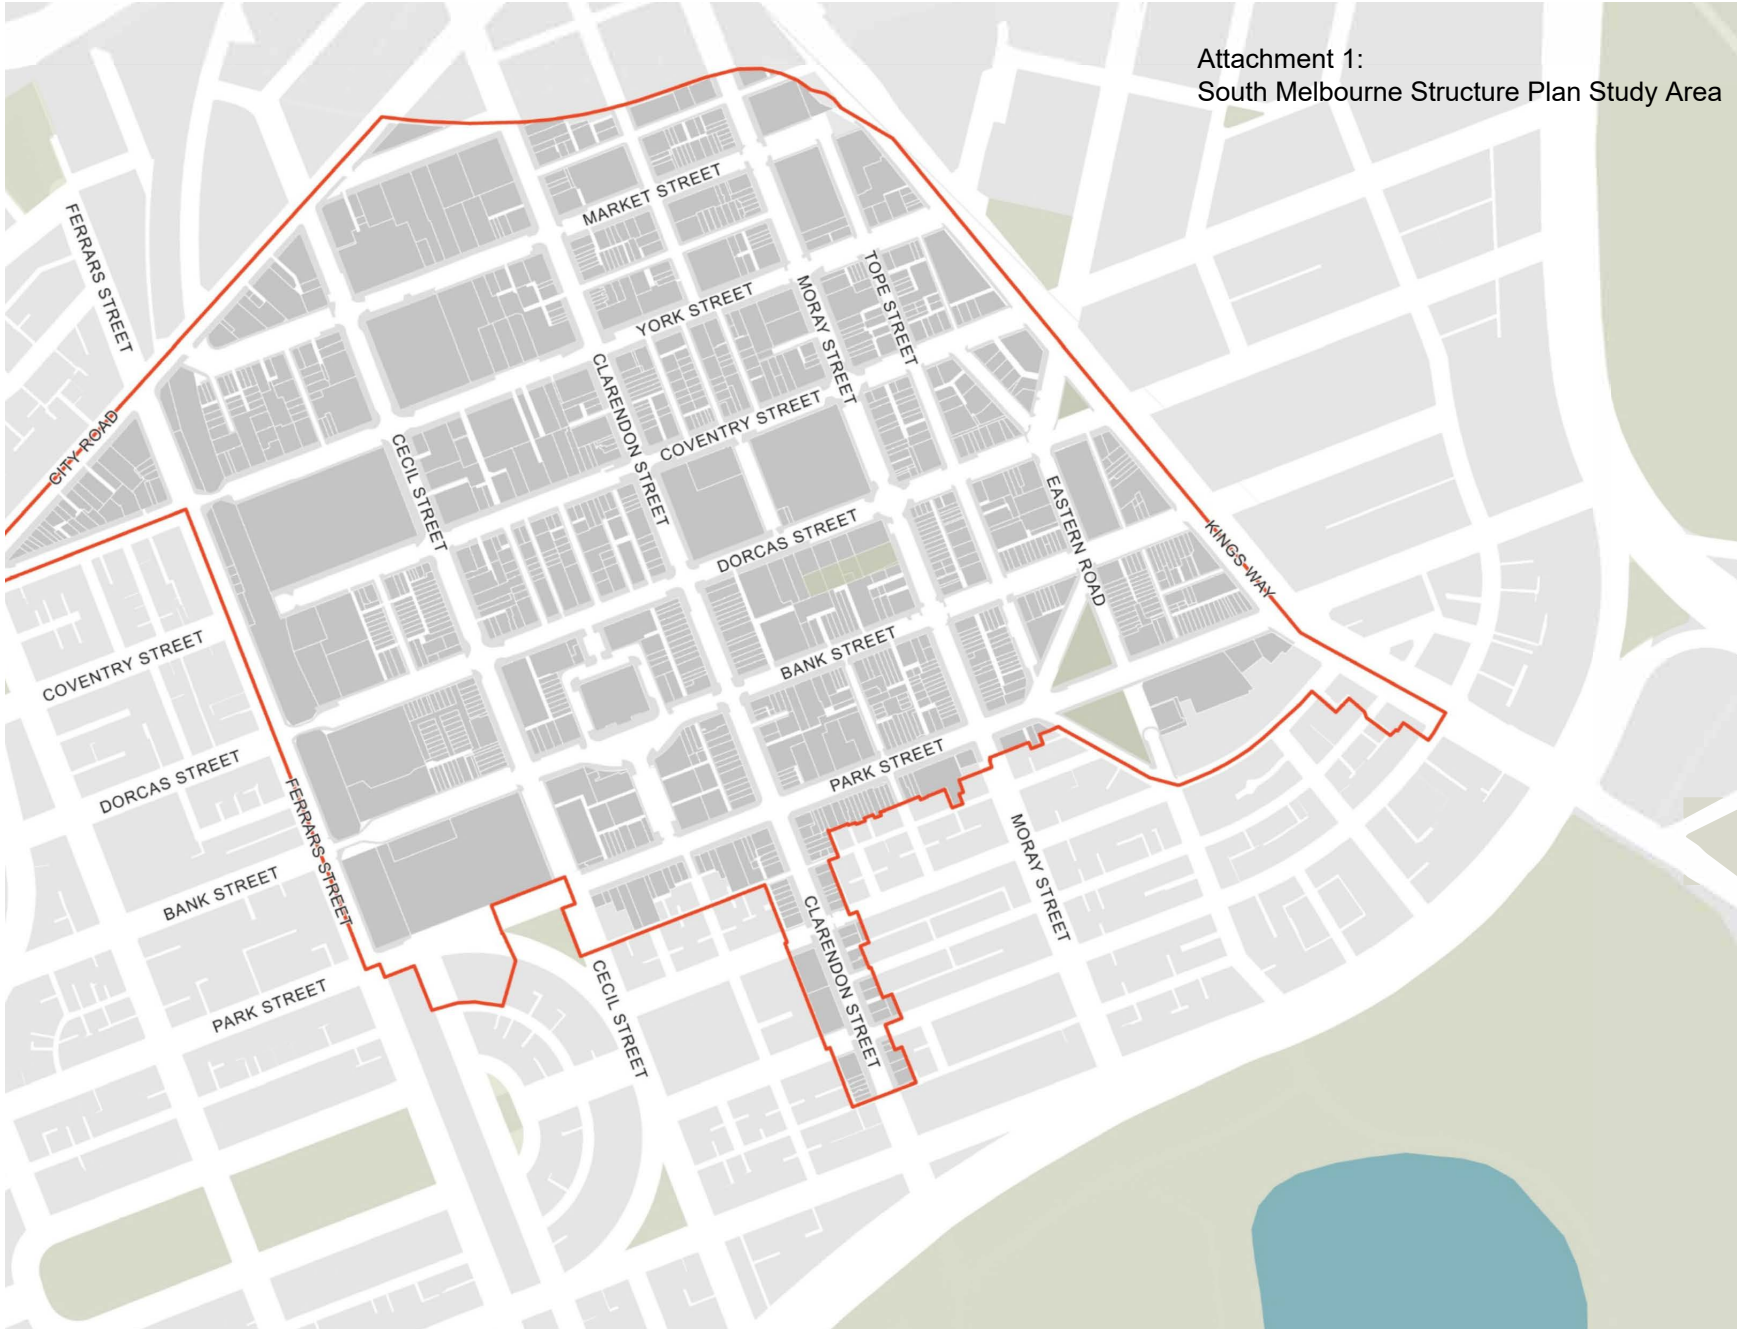 Attachment 1:
South Melbourne Structure Plan Study Area
FERRARS STREET
MARKET STREET
TOPE STREET
YORK STREET
MORAY STREET
CLARENDON STREET
COVENTRY STREET
CITY ROAD
CECIL STREET
EASTERN ROAD
DORCAS STREET
KINGS WAY
COVENTRY STREET
BANK STREET
DORCAS STREET
PARK STREET
FERRARS STREET
MORAY STREET
BANK STREET
CLARENDON STREET
CECIL STREET
PARK STREET